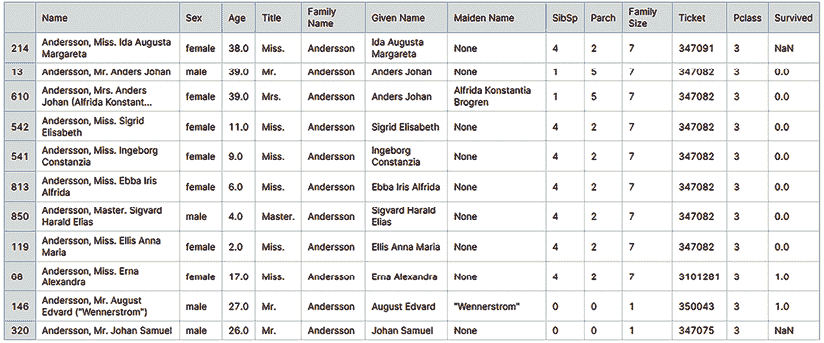 Name Sex Age Title Family Name Given Name Maiden Name SibSp Parch Family Size Ticket Pclass Survived
214 Andersson, Miss. Ida Augusta Margareta female 38.0 Miss. Andersson Ida Augusta Margareta None 4 2 7 347091 3 NaN
13 Andersson, Mr. Anders Johan male 39.0 Mr. Andersson Anders Johan None 1 5 7 347082 3 0.0
610 Andersson, Mrs. Anders Johan (Alfrida Konstant... female 39.0 Mrs. Andersson Anders Johan Alfrida Konstantia Brogren 1 5 7 347082 3 0.0
542 Andersson, Miss. Sigrid Elisabeth female 11.0 Miss. Andersson Sigrid Elisabeth None 4 2 7 347082 3 0.0
541 Andersson, Miss. Ingeborg Constanzia female 9.0 Miss. Andersson Ingeborg Constanzia None 4 2 7 347082 3 0.0
813 Andersson, Miss. Ebba Iris Alfrida female 6.0 Miss. Andersson Ebba Iris Alfrida None 4 2 7 347082 3 0.0
850 Andersson, Master. Sigvard Harald Elias male 4.0 Master. Andersson Sigvard Harald Elias None 4 2 7 347082 3 0.0
119 Andersson, Miss. Ellis Anna Maria female 2.0 Miss. Andersson Ellis Anna Maria None 4 2 7 347082 3 0.0
68 Andersson, Miss. Erna Alexandra female 17.0 Miss. Andersson Erna Alexandra None 4 2 7 3101281 3 1.0
146 Andersson, Mr. August Edvard ("Wennerstrom") male 27.0 Mr. Andersson August Edvard "Wennerstrom" 0 0 1 350043 3 1.0
320 Andersson, Mr. Johan Samuel male 26.0 Mr. Andersson Johan Samuel None 0 0 1 347075 3 NaN